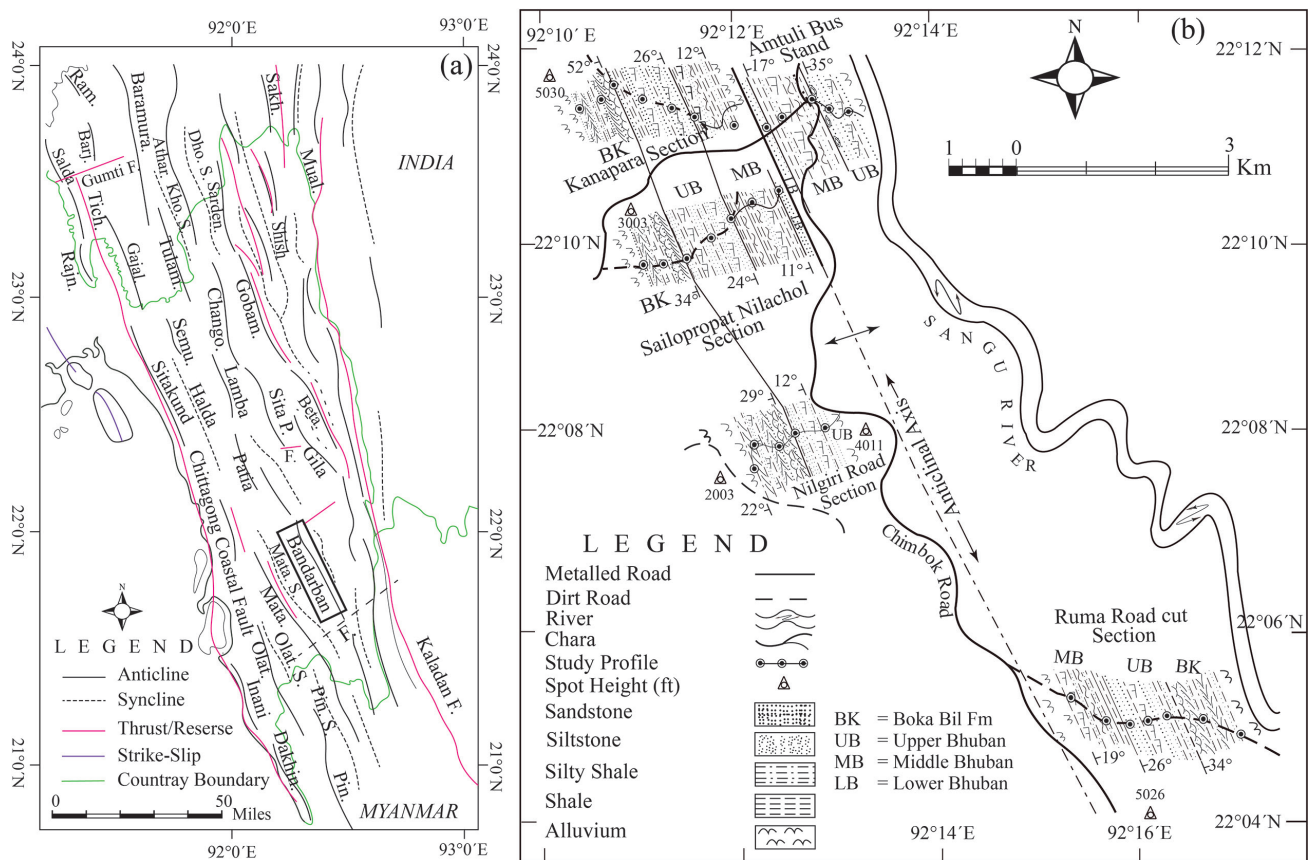 92°0´E
93°0´E
(a)
24°0´N
24°0´N
Ram.
Baramura
Sakh.
Barj.
Athar.
Dho. S
Mual.
INDIA
Salda
Gumti F.
Kho. S.
Sarden.
Tich.
Shish
Rajn.
Gajal.
Tulam.
23°0´N
23°0´N
Gobam.
Chango.
Semu.
Sitakund
Halda
Lamba
Sita P.
Beta.
F.
Gila
Patia
Chittagong Coastal Fault
22°0´N
22°0´N
Bandarban
Mata. S.
Mata.
F.
Olat.
Olat. S.
Kaladan F.
Inani
Pin. S.
Dakhin.
Pin.
21°0´N
21°0´N
MYANMAR
N
L E G E N D
Anticline
Syncline
Thrust/Reserse
Strike-Slip
Countray Boundary
0
50
Miles
92°0´E
93°0´E
92°10´ E
92°12´E
92°14´E
(b)
22°12´N
N
1
0
3
Km
Amtuli Bus
Stand
52°
26°
12°
17°
35°
5030
BK
Kanapara Section
UB
MB
LB
MB
UB
3003
22°10´N
22°10´N
LB
BK
34°
24°
11°
Sailopropat Nilachol
Section
SANGU RIVER
Anticlinal Axis
12°
29°
22°08´N
22°08´N
UB
4011
2003
Nilgiri Road
Section
22°
Chimbok Road
L E G E N D
Metalled Road
Dirt Road
River
Chara
Study Profile
Spot Height (ft)
Sandstone
Siltstone
Silty Shale
Shale
Alluvium
BK = Boka Bil Fm
UB = Upper Bhuban
MB = Middle Bhuban
LB = Lower Bhuban
Ruma Road cut
Section
22°06´N
MB
UB
BK
19°
26°
34°
5026
22°04´N
92°14´E
92°16´E